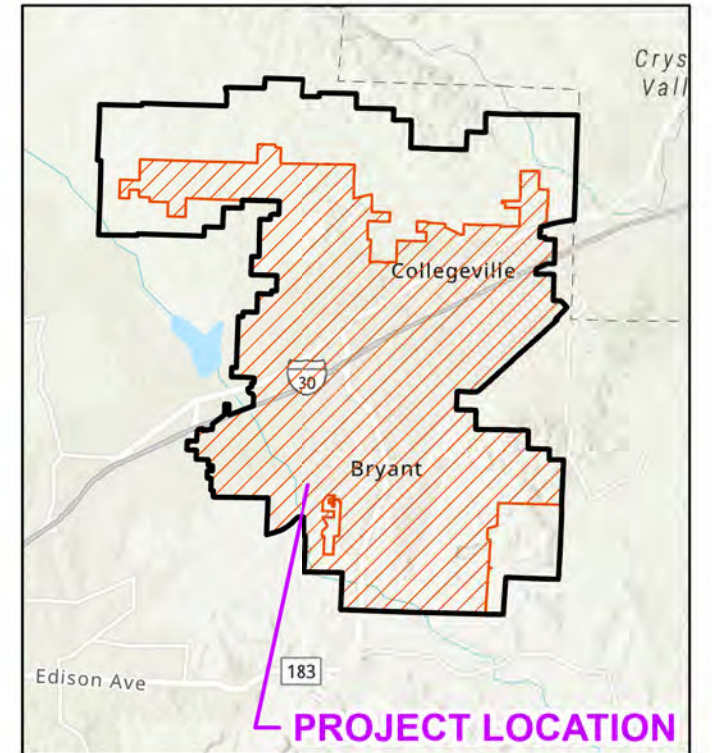 Crys
Vall
Collegeville
30
Bryant
Edison Ave
183
PROJECT LOCATION